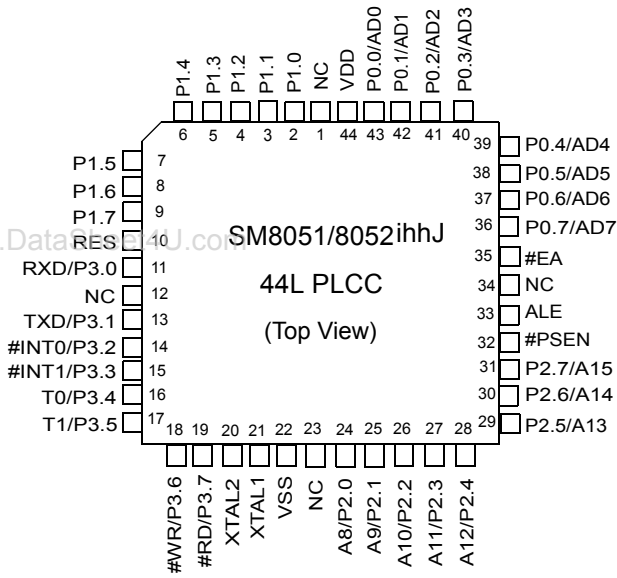 P1.4 P1.3 P1.2 P1.1 P1.0 NC VDD P0.0/AD0 P0.1/AD1 P0.2/AD2 P0.3/AD3
6 5 4 3 2 1 44 43 42 41 40
P1.5 7 39 P0.4/AD4
P1.6 8 38 P0.5/AD5
P1.7 9 37 P0.6/AD6
RES 10 36 P0.7/AD7
.DataSheet4U.com
SM8051/8052ihhJ
RXD/P3.0 11 35 #EA
NC 12 34 NC
44L PLCC
TXD/P3.1 13 33 ALE
(Top View)
#INT0/P3.2 14 32 #PSEN
#INT1/P3.3 15 31 P2.7/A15
T0/P3.4 16 30 P2.6/A14
T1/P3.5 17 29 P2.5/A13
18 19 20 21 22 23 24 25 26 27 28
#WR/P3.6 #RD/P3.7 XTAL2 XTAL1 VSS NC A8/P2.0 A9/P2.1 A10/P2.2 A11/P2.3 A12/P2.4